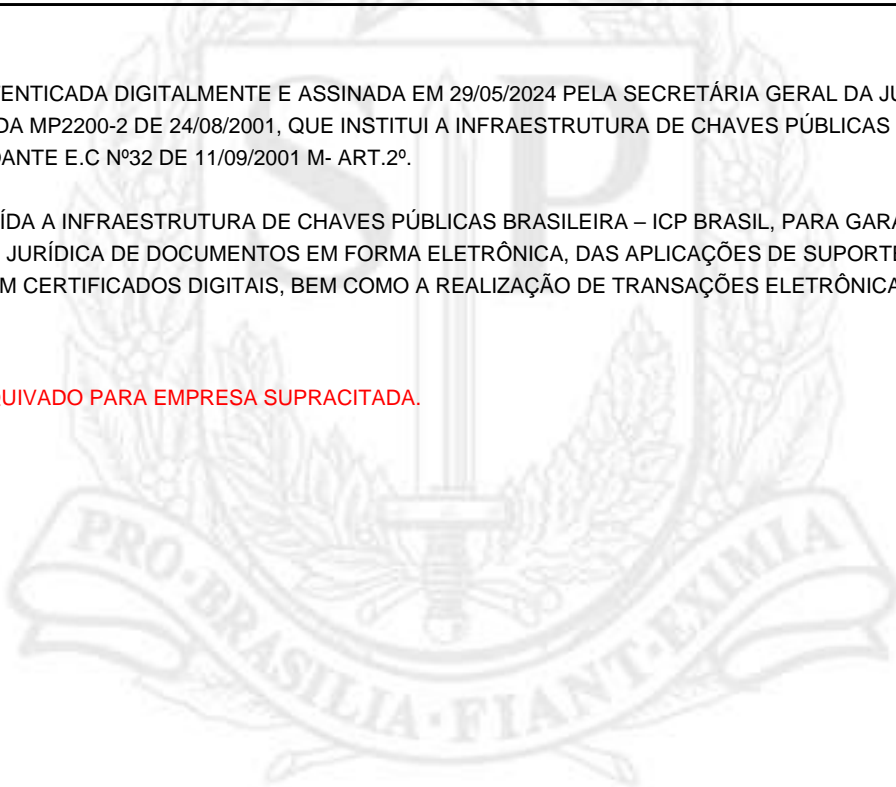 ENTICADA DIGITALMENTE E ASSINADA EM 29/05/2024 PELA SECRETÁRIA GERAL DA JU
DA MP2200-2 DE 24/08/2001, QUE INSTITUI A INFRAESTRUTURA DE CHAVES PÚBLICAS
DANTE E.C Nº32 DE 11/09/2001 M- ART.2º.
ÍDA A INFRAESTRUTURA DE CHAVES PÚBLICAS BRASILEIRA – ICP BRASIL, PARA GARA
JURÍDICA DE DOCUMENTOS EM FORMA ELETRÔNICA, DAS APLICAÇÕES DE SUPORTE
M CERTIFICADOS DIGITAIS, BEM COMO A REALIZAÇÃO DE TRANSAÇÕES ELETRÔNICA
UIVADO PARA EMPRESA SUPRACITADA.
SP
PRO·BRASILIA·FIANT·EXIMIA